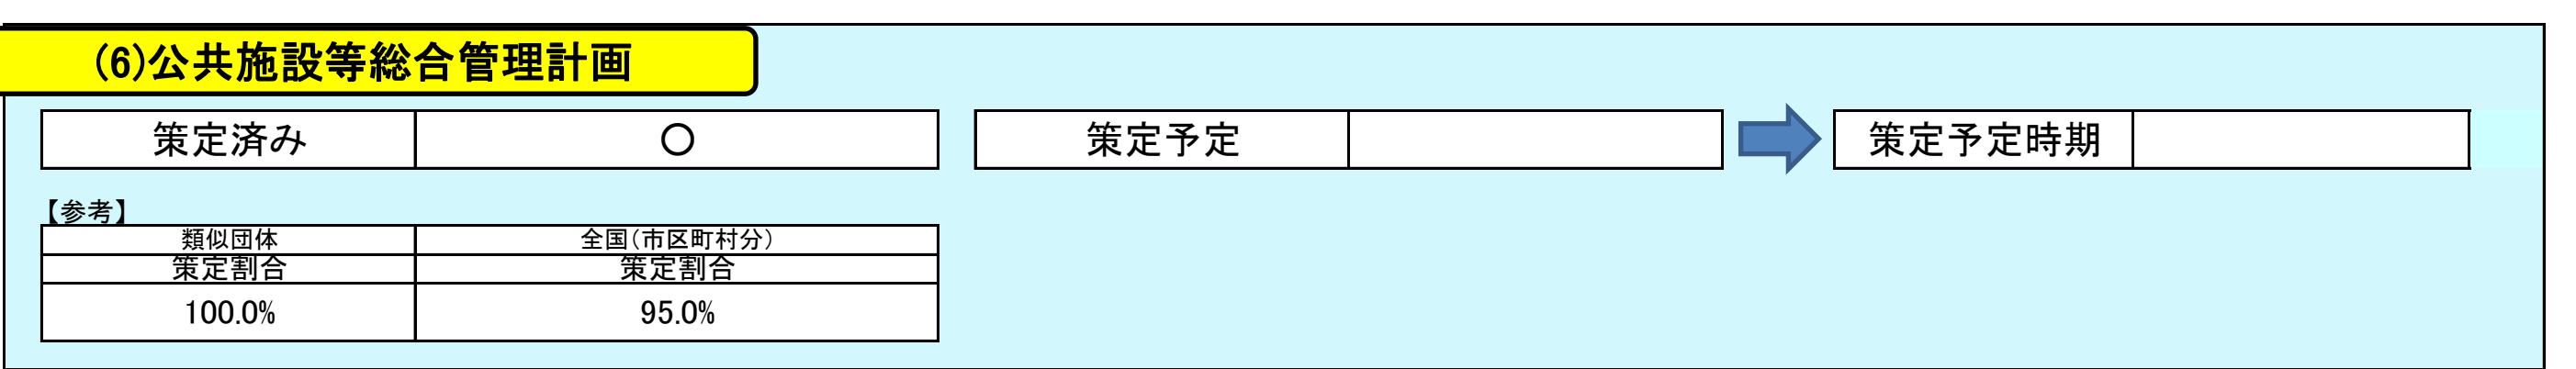 (6)公共施設等総合管理計画
策定済み ○ 策定予定 策定予定時期
【参考】
類似団体 全国(市区町村分)
策定割合 策定割合
100.0% 95.0%